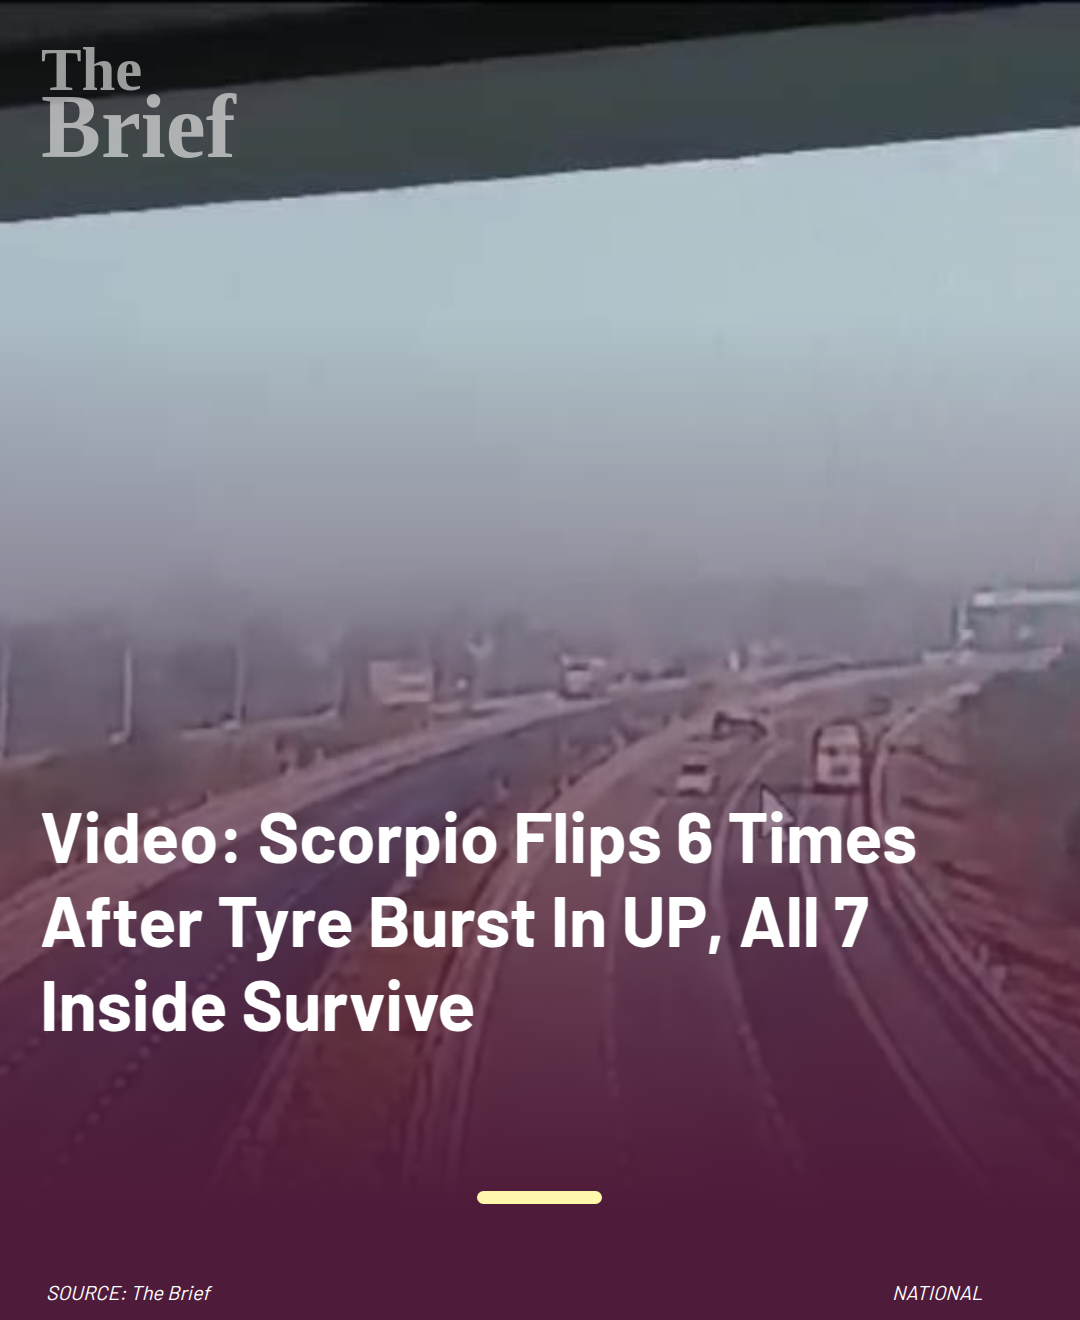 The
Brief
Video: Scorpio Flips 6 Times
After Tyre Burst In UP, All 7
Inside Survive
SOURCE: The Brief
NATIONAL